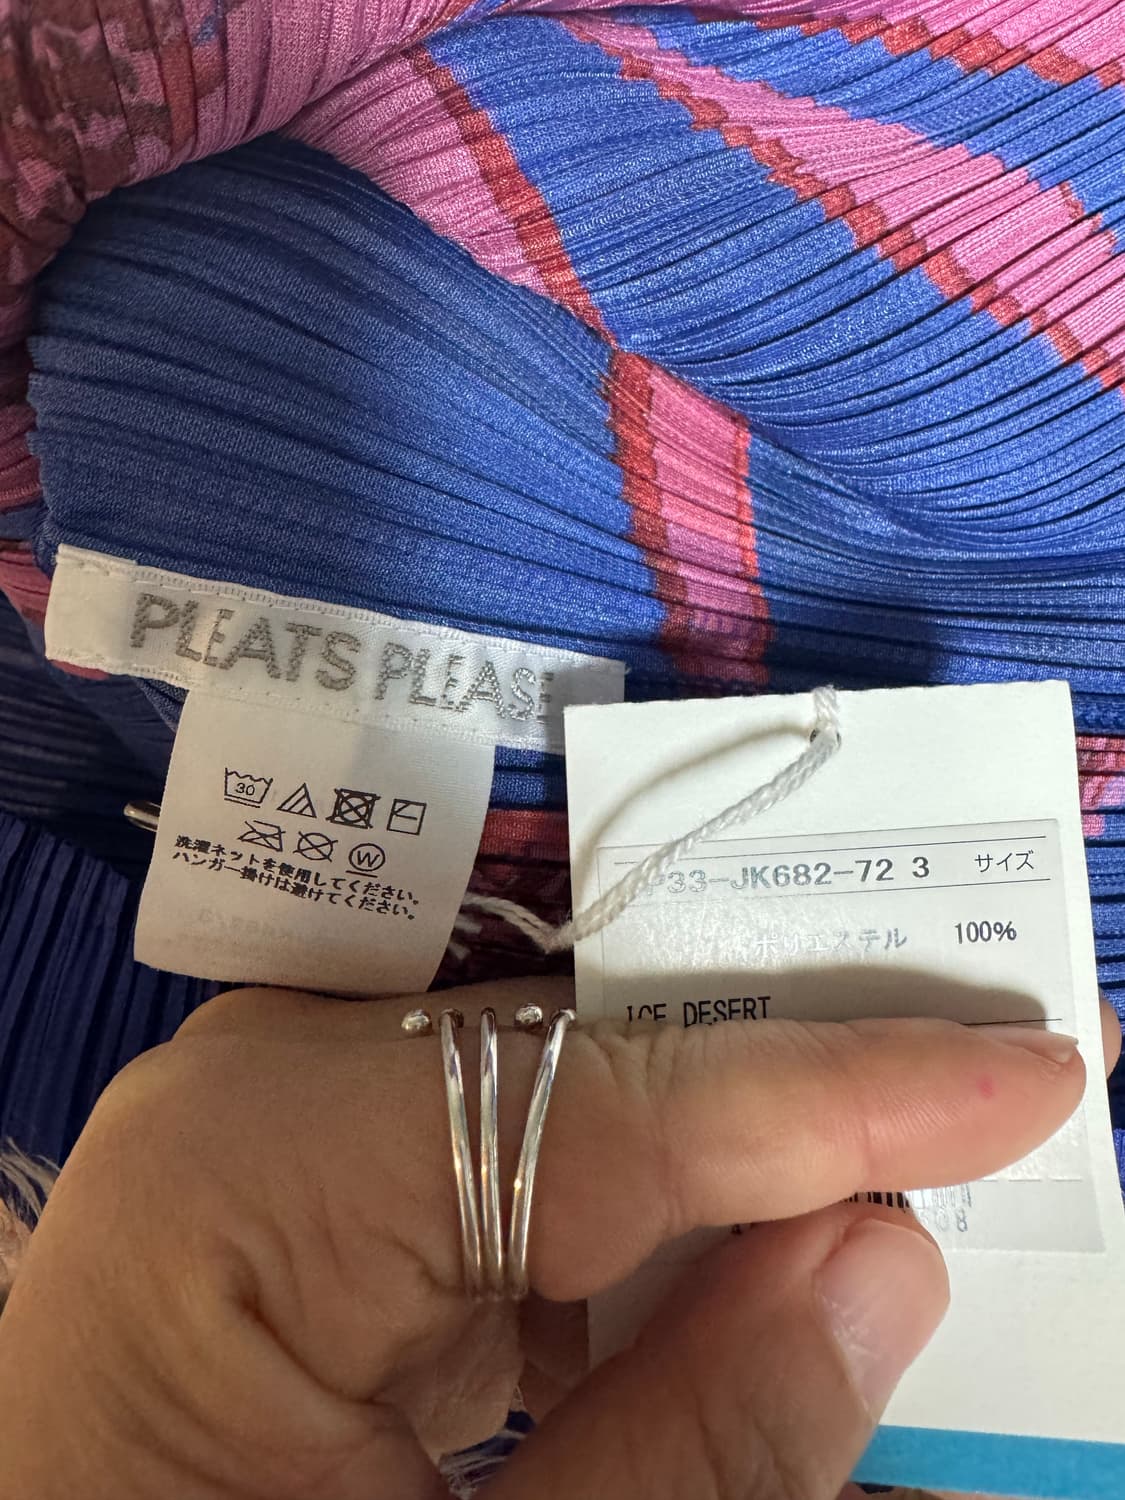 PLEATS PLEASE
30
W
洗濯ネットを使用してください。
ハンガー掛けは避けてください。
P33-JK682-72 3 サイズ
ポリエステル 100%
ICE DESERT